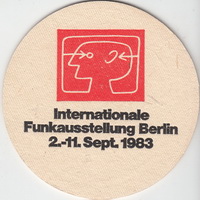 Internationale
Funkausstellung Berlin
2.-11. Sept. 1983